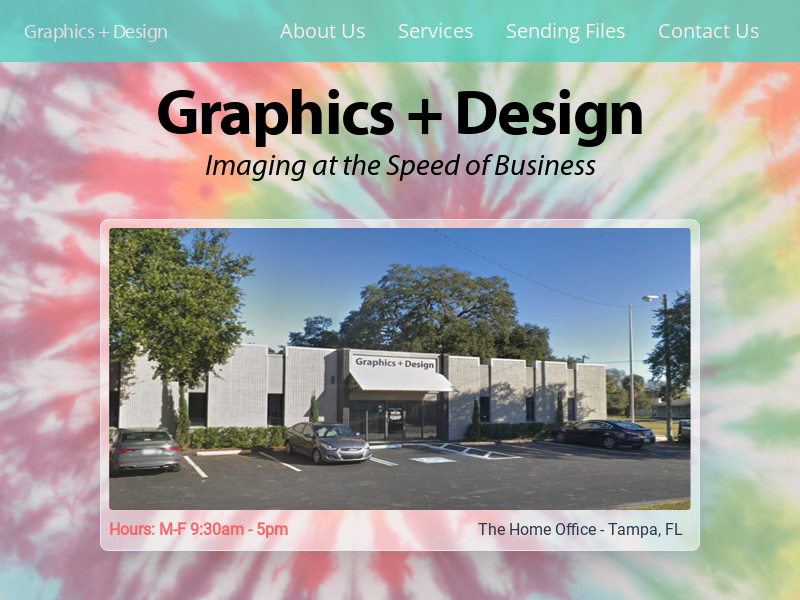 Graphics + Design
About Us
Services
Sending Files
Contact Us
Graphics + Design
Imaging at the Speed of Business
Graphics + Design
Hours: M-F 9:30am - 5pm
The Home Office - Tampa, FL